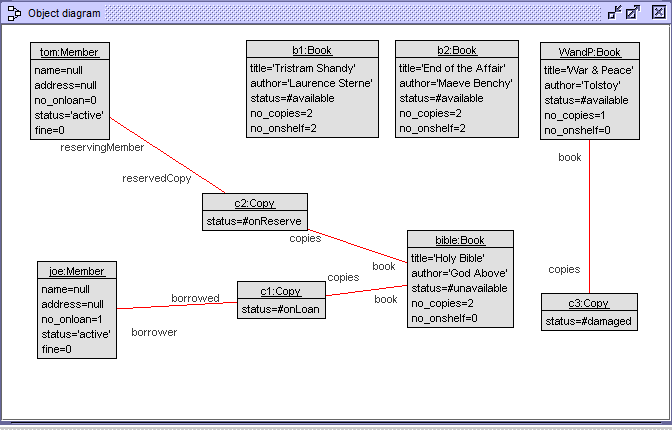 Object diagram
tom:Member
name=null
address=null
no_onloan=0
status='active'
fine=0
b1:Book
title='Tristram Shandy'
author='Laurence Sterne'
status=#available
no_copies=2
no_onshelf=2
b2:Book
title='End of the Affair'
author='Maeve Benchy'
status=#available
no_copies=2
no_onshelf=2
WandP:Book
title='War & Peace'
author='Tolstoy'
status=#available
no_copies=1
no_onshelf=0
reservingMember
book
reservedCopy
c2:Copy
status=#onReserve
copies
bible:Book
title='Holy Bible'
author='God Above'
status=#unavailable
no_copies=2
no_onshelf=0
book
copies
joe:Member
name=null
address=null
no_onloan=1
status='active'
fine=0
copies
c1:Copy
status=#onLoan
borrowed
book
borrower
c3:Copy
status=#damaged